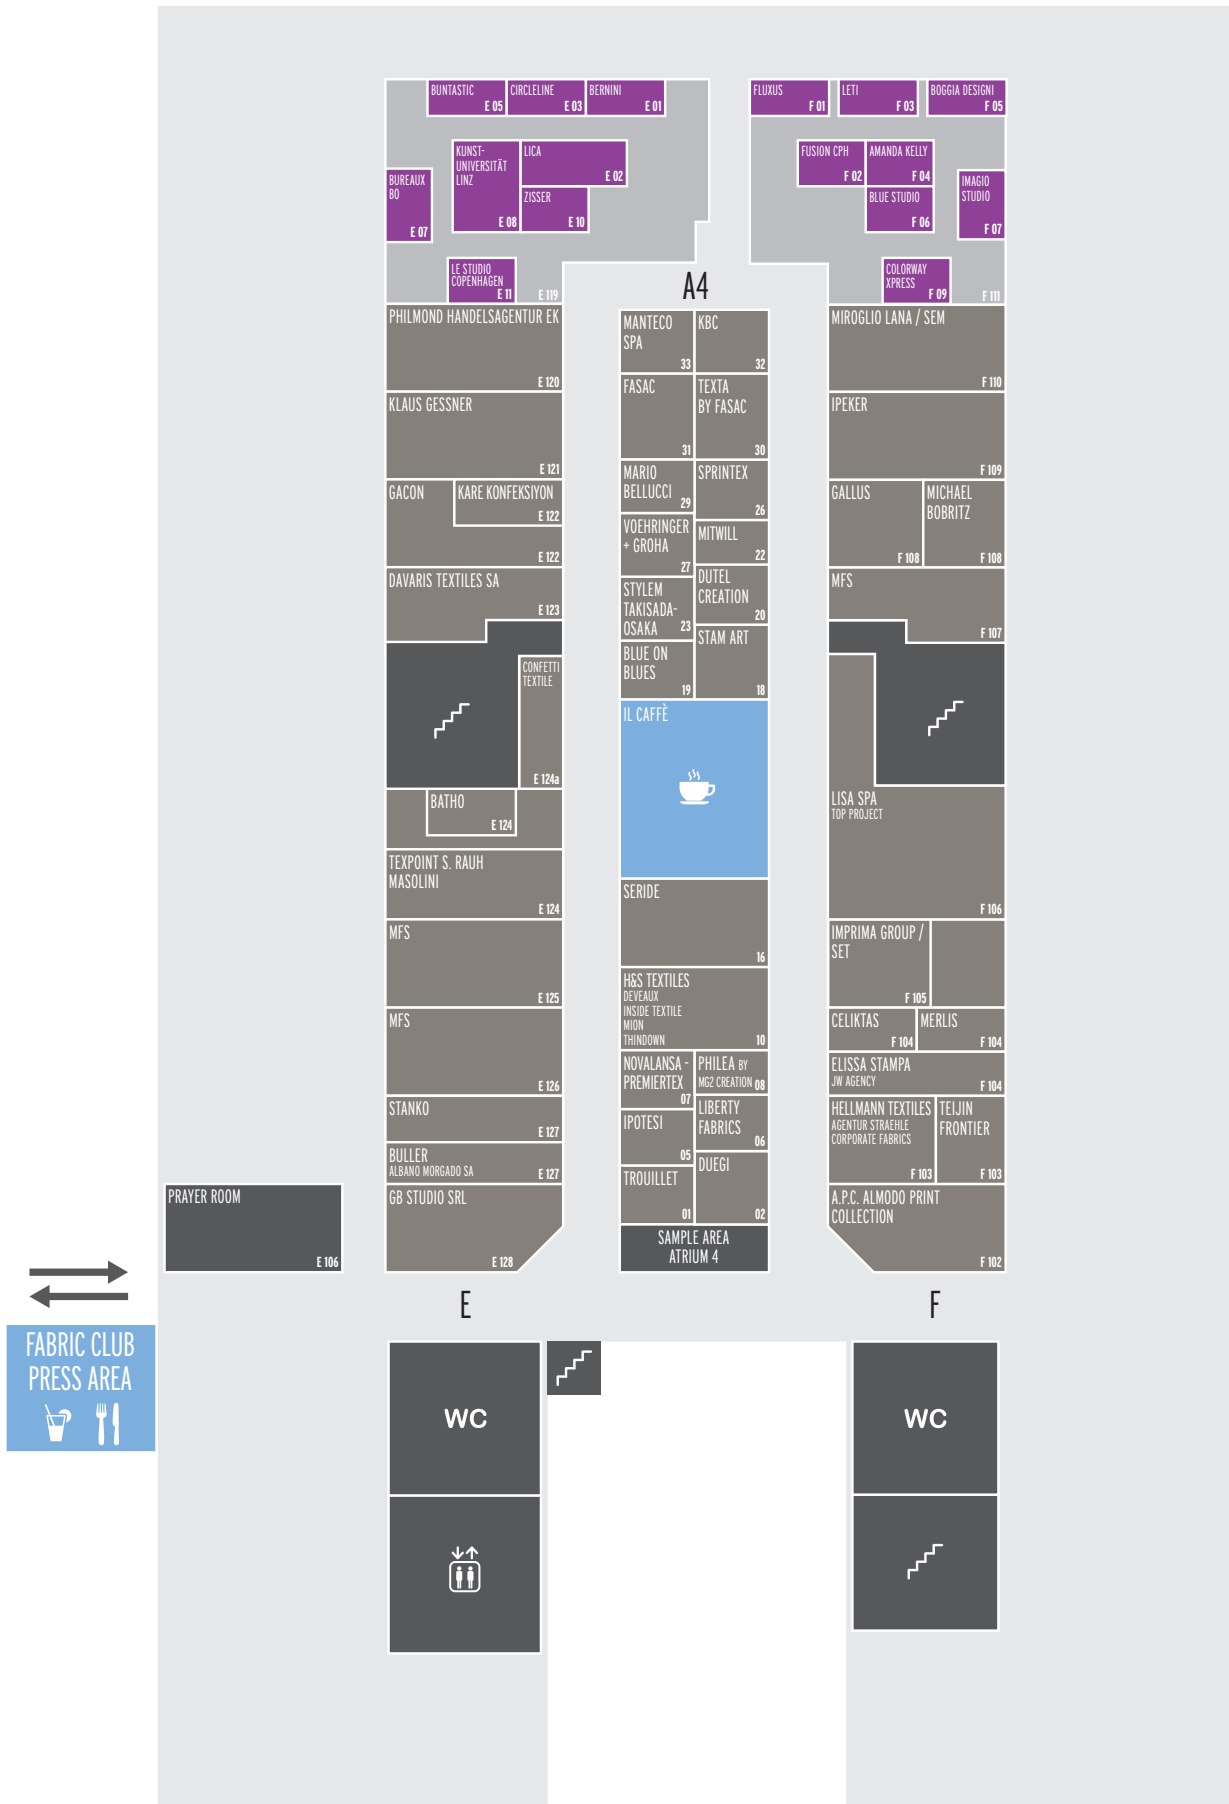 BUNTASTIC
E 05
CIRCLELINE
E 03
BERNINI
E 01
FLUXUS
F 01
LETI
F 03
BOGGIA DESIGNI
F 05
KUNST-
UNIVERSITÄT
LINZ
E 08
LICA
E 02
ZISSER
E 10
BUREAUX
BO
E 07
LE STUDIO
COPENHAGEN
E 11
E 119
FUSION CPH
F 02
AMANDA KELLY
F 04
BLUE STUDIO
F 06
IMAGIO
STUDIO
F 07
COLORWAY
XPRESS
F 09
F 111
A4
PHILMOND HANDELSAGENTUR EK
E 120
KLAUS GESSNER
E 121
GACON
E 122
KARE KONFEKSIYON
E 122
DAVARIS TEXTILES SA
E 123
CONFETTI
TEXTILE
E 124a
BATHO
E 124
TEXPOINT S. RAUH
MASOLINI
E 124
MFS
E 125
MFS
E 126
STANKO
E 127
BULLER
ALBANO MORGADO SA
E 127
GB STUDIO SRL
E 128
MANTECO
SPA
33
KBC
32
FASAC
31
TEXTA
BY FASAC
30
MARIO
BELLUCCI
29
SPRINTEX
26
VOEHRINGER
+ GROHA
27
MITWILL
22
STYLEM
TAKISADA-
OSAKA
23
DUTEL
CREATION
20
BLUE ON
BLUES
19
STAM ART
18
IL CAFFÈ
SERIDE
16
H&S TEXTILES
DEVEAUX
INSIDE TEXTILE
MION
THINDOWN
10
NOVALANSA -
PREMIERTEX
07
PHILEA BY
MG2 CREATION
08
IPOTESI
05
LIBERTY
FABRICS
06
TROUILLET
01
DUEGI
02
SAMPLE AREA
ATRIUM 4
MIROGLIO LANA / SEM
F 110
IPEKER
F 109
GALLUS
F 108
MICHAEL
BOBRITZ
F 108
MFS
F 107
LISA SPA
TOP PROJECT
F 106
IMPRIMA GROUP /
SET
F 105
CELIKTAS
F 104
MERLIS
F 104
ELISSA STAMPA
JW AGENCY
F 104
HELLMANN TEXTILES
AGENTUR STRAEHLE
CORPORATE FABRICS
F 103
TEIJIN
FRONTIER
F 103
A.P.C. ALMODO PRINT
COLLECTION
F 102
PRAYER ROOM
E 106
E
F
FABRIC CLUB
PRESS AREA
WC
WC